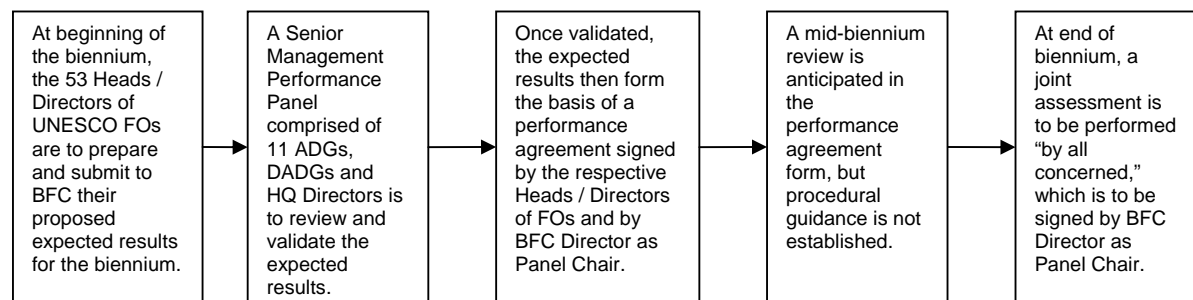 At beginning of
the biennium,
the 53 Heads /
Directors of
UNESCO FOs
are to prepare
and submit to
BFC their
proposed
expected results
for the biennium.
A Senior
Management
Performance
Panel
comprised of
11 ADGs,
DADGs and
HQ Directors is
to review and
validate the
expected
results.
Once validated,
the expected
results then form
the basis of a
performance
agreement signed
by the respective
Heads / Directors
of FOs and by
BFC Director as
Panel Chair.
A mid-biennium
review is
anticipated in
the
performance
agreement
form, but
procedural
guidance is not
established.
At end of
biennium, a
joint
assessment is
to be performed
“by all
concerned,”
which is to be
signed by BFC
Director as
Panel Chair.